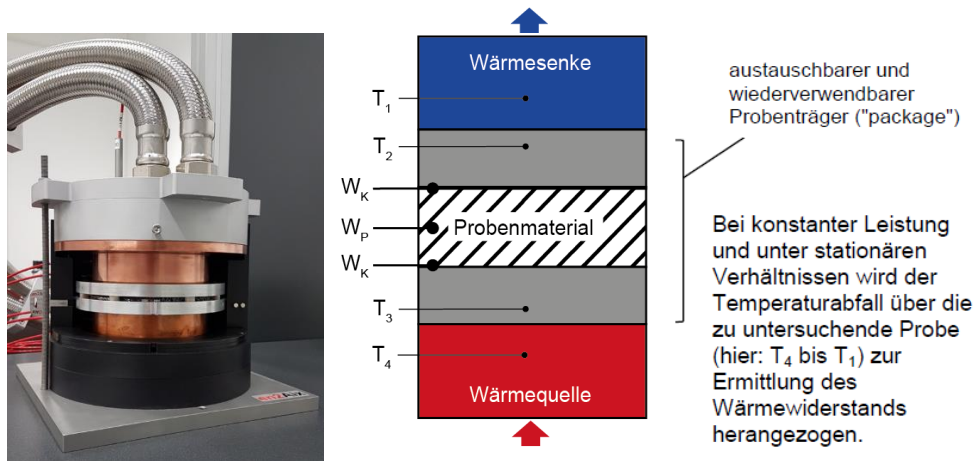 Wärmesenke
T1
T2
WK
WP
Probenmaterial
WK
T3
T4
Wärmequelle
austauschbarer und
wiederverwendbarer
Probenträger ("package")
Bei konstanter Leistung
und unter stationären
Verhältnissen wird der
Temperaturabfall über die
zu untersuchende Probe
(hier: T4 bis T1) zur
Ermittlung des
Wärmewiderstands
herangezogen.